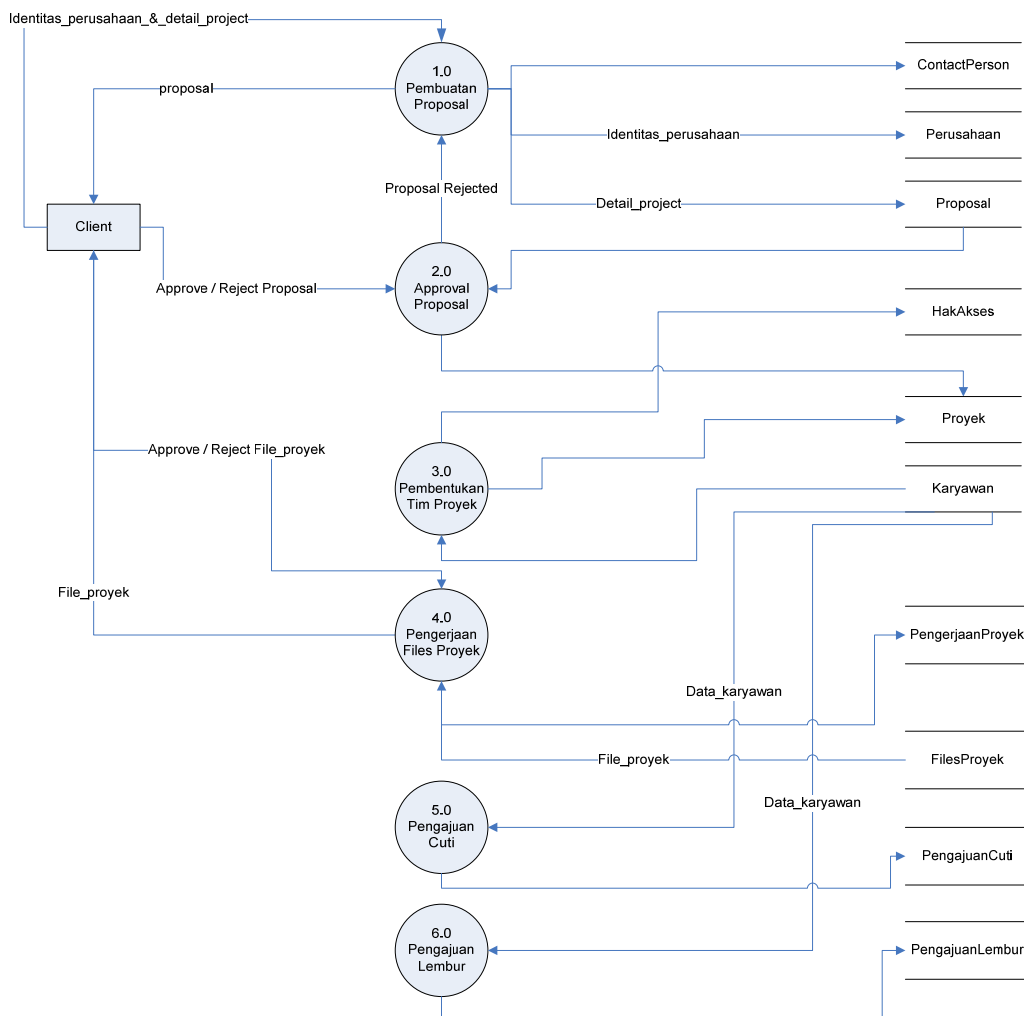 Identitas_perusahaan_&_detail_project
1.0
Pembuatan
Proposal
ContactPerson
proposal
Identitas_perusahaan
Perusahaan
Proposal Rejected
Detail_project
Proposal
Client
2.0
Approval
Proposal
Approve / Reject Proposal
HakAkses
Proyek
Approve / Reject File_proyek
3.0
Pembentukan
Tim Proyek
Karyawan
File_proyek
4.0
Pengerjaan
Files Proyek
PengerjaanProyek
Data_karyawan
File_proyek
FilesProyek
Data_karyawan
5.0
Pengajuan
Cuti
PengajuanCuti
6.0
Pengajuan
Lembur
PengajuanLembur